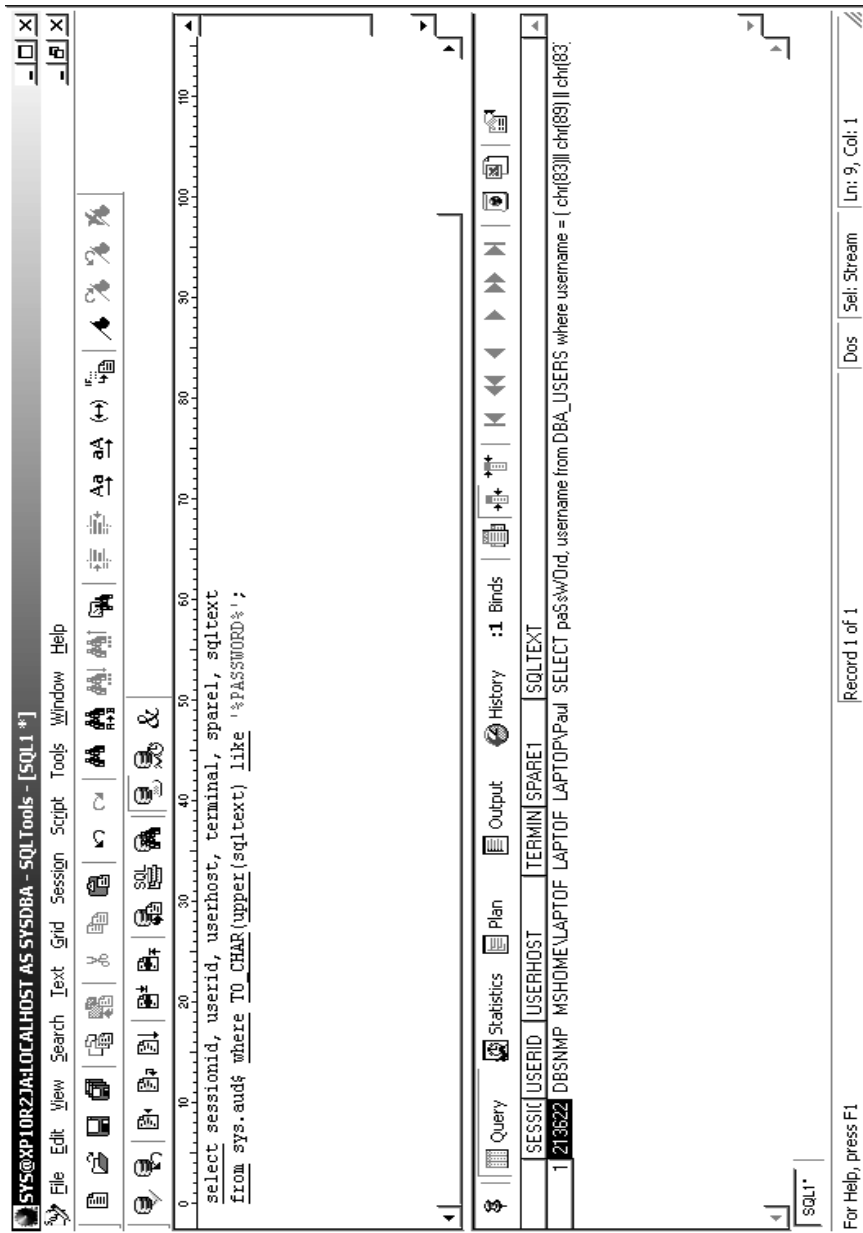 SYS@XP10R2JA:LOCALHOST AS SYSDBA - SQLTools - [SQL1 *]
File Edit View Search Text Grid Session Script Tools Window Help
Aa aA
SQL &
0 10 20 30 40 50 60 70 80 90 100 110
select sessionid, userid, userhost, terminal, spare1, sqltext
from sys.aud$ where TO_CHAR(upper(sqltext) like '%PASSWORD%';
Query Statistics Plan Output History :1 Binds
SESSIO USERID USERHOST TERMIN SPARE1 SQLTEXT
1 213622 DBSNMP MSHOME\LAPTOF LAPTOF LAPTOP\Paul SELECT paSsWOrd, username from DBA_USERS where username = ( chr(83)|| chr(89) || chr(83)
SQL1*
For Help, press F1 Record 1 of 1 Dos Sel: Stream Ln: 9, Col: 1